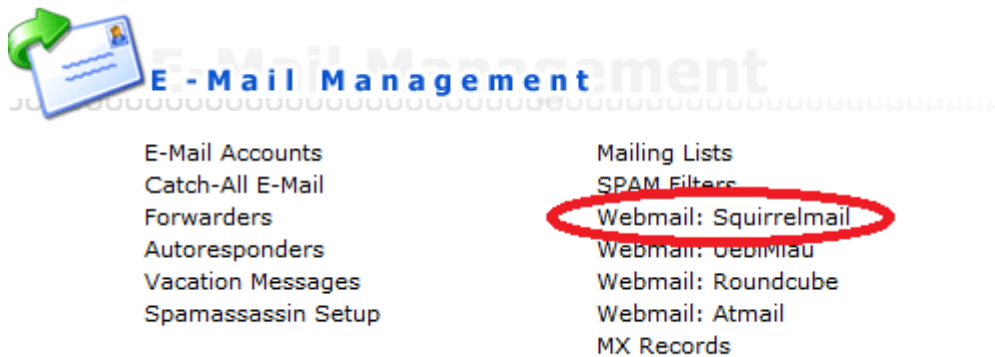 E-Mail Management
E-Mail Accounts
Catch-All E-Mail
Forwarders
Autoresponders
Vacation Messages
Spamassassin Setup
Mailing Lists
SPAM Filters
Webmail: Squirrelmail
Webmail: UebiMiau
Webmail: Roundcube
Webmail: Atmail
MX Records